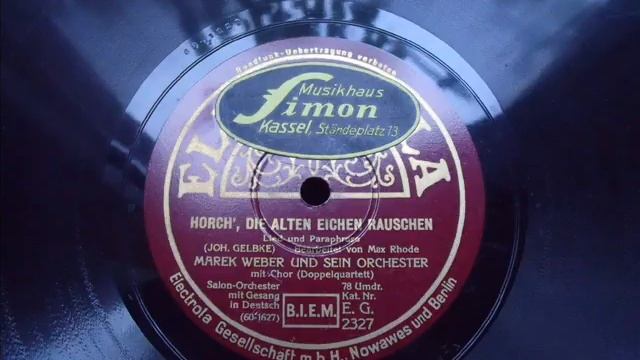 Rundfunk-Uebertragung verboten
Musikhaus
Simon
Kassel, Ständeplatz 13
EL LA
HORCH', DIE ALTEN EICHEN RAUSCHEN
Lied und Paraphrase
(JOH. GELBKE) Bearbeitet von Max Rhode
MAREK WEBER UND SEIN ORCHESTER
mit Chor (Doppelquartett)
Salon-Orchester
mit Gesang
in Deutsch
(60-1627)
B.I.E.M.
78 Umdr.
Kat. Nr.
E. G.
2327
Electrola Gesellschaft m.b.H., Nowawes und Berlin